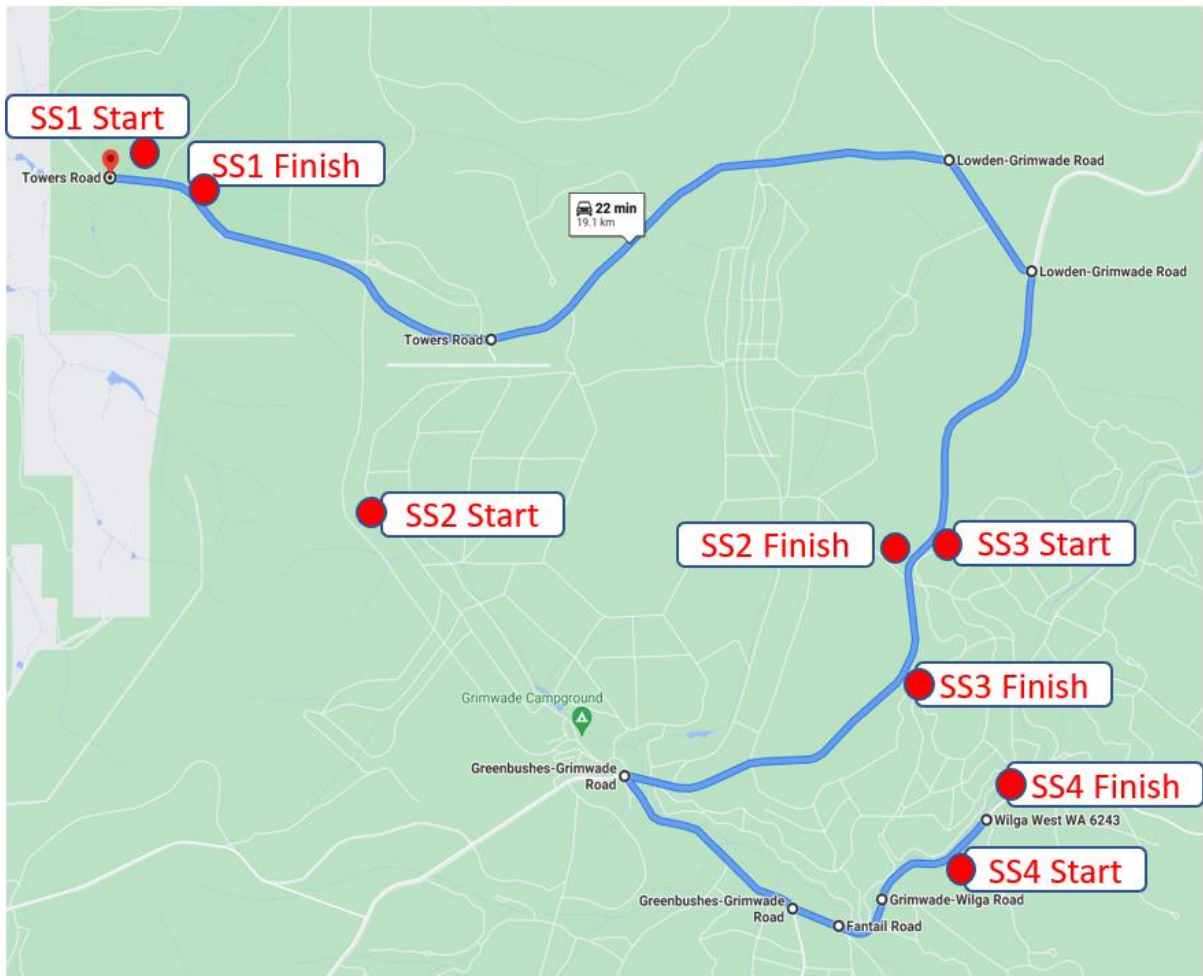 SS1 Start
SS1 Finish
Towers Road
Lowden-Grimwade Road
22 min
19.1 km
Lowden-Grimwade Road
Towers Road
SS2 Start
SS2 Finish
SS3 Start
SS3 Finish
Grimwade Campground
Greenbushes-Grimwade
Road
SS4 Finish
Wilga West WA 6243
SS4 Start
Greenbushes-Grimwade
Road
Grimwade-Wilga Road
Fantail Road